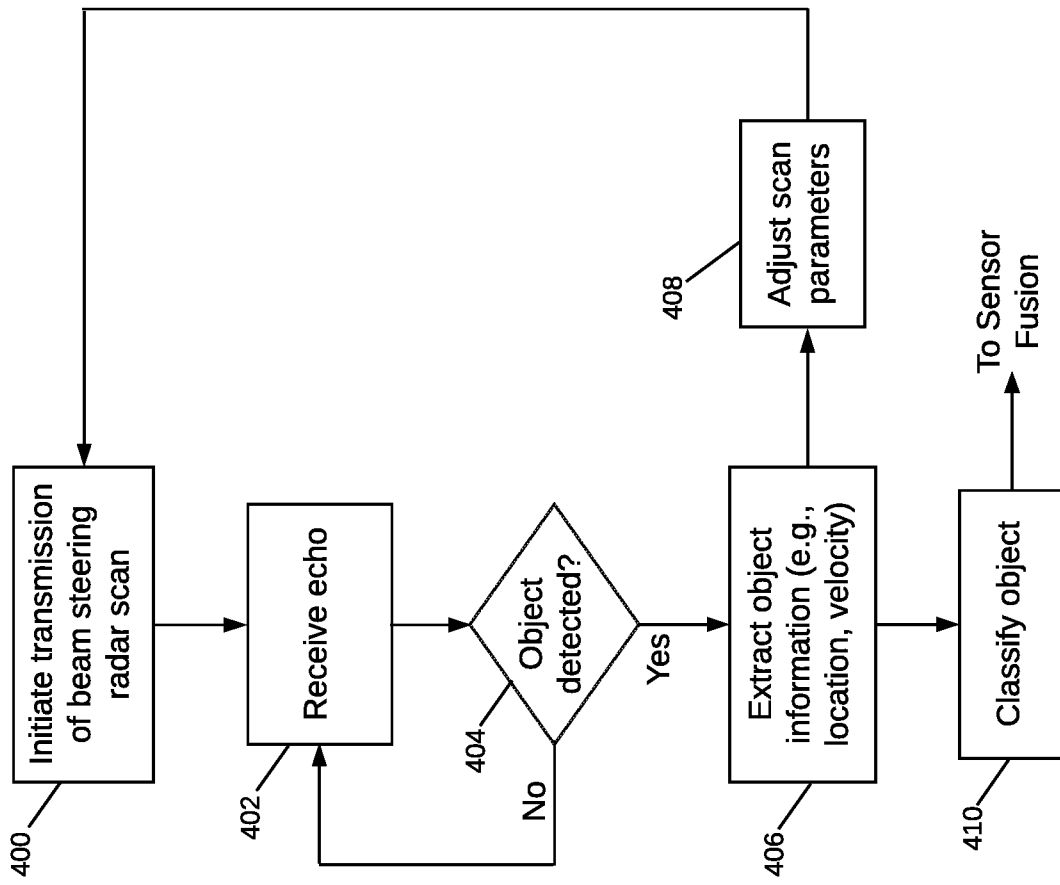 400
Initiate transmission
of beam steering
radar scan
402
Receive echo
404
Object
detected?
No
Yes
406
Extract object
information (e.g.,
location, velocity)
408
Adjust scan
parameters
410
Classify object
To Sensor
Fusion